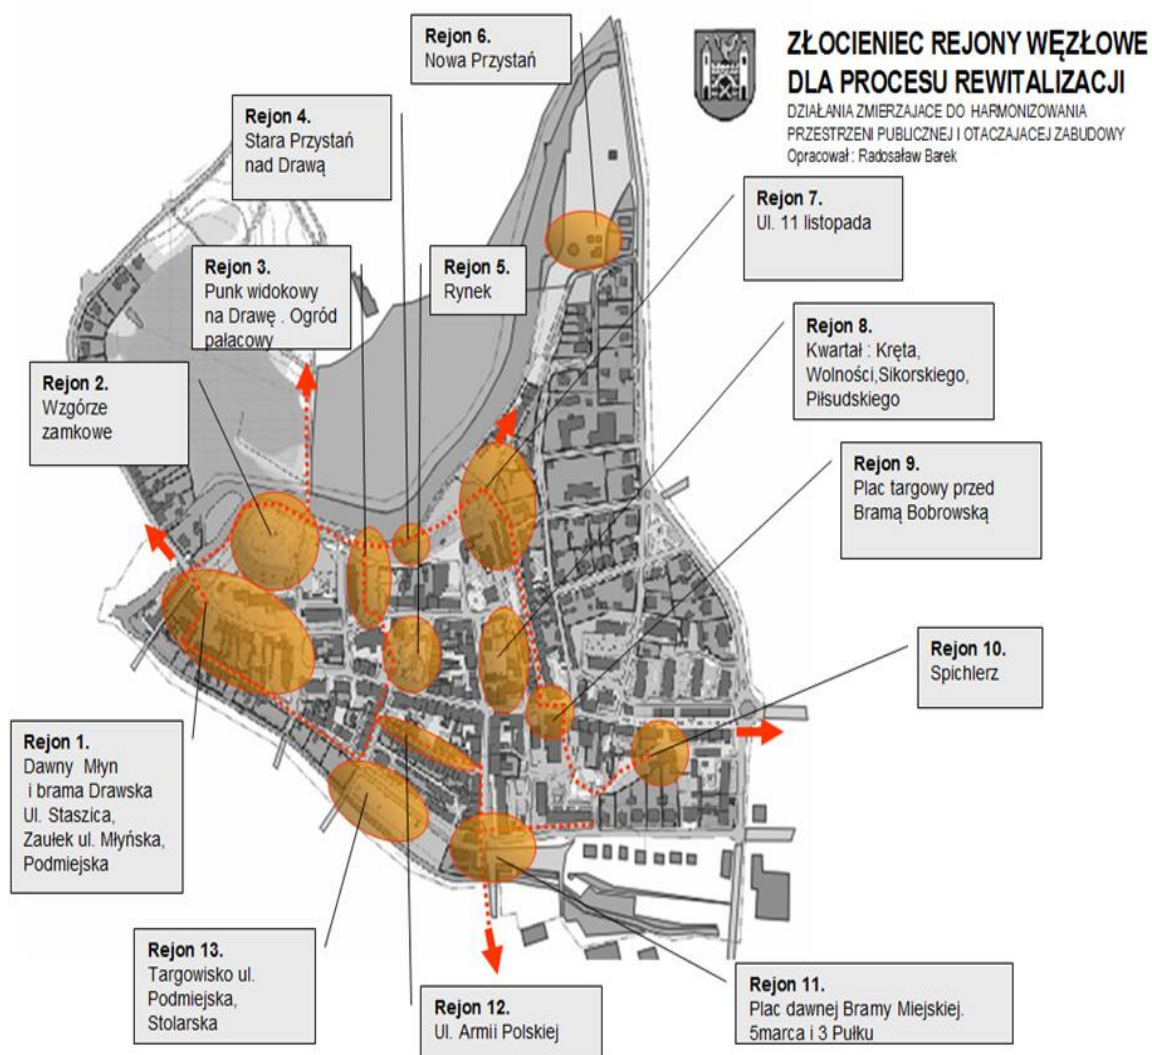 ZŁOCIENIEC REJONY WĘZŁOWE
DLA PROCESU REWITALIZACJI
DZIAŁANIA ZMIERZAJACE DO HARMONIZOWANIA
PRZESTRZENI PUBLICZNEJ I OTACZAJACEJ ZABUDOWY
Opracował : Radosaław Barek
Rejon 6.
Nowa Przystań
Rejon 4.
Stara Przystań
nad Drawą
Rejon 7.
Ul. 11 listopada
Rejon 3.
Punk widokowy
na Drawę . Ogród
pałacowy
Rejon 5.
Rynek
Rejon 8.
Kwartał : Kręta,
Wolności,Sikorskiego,
Piłsudskiego
Rejon 2.
Wzgórze
zamkowe
Rejon 9.
Plac targowy przed
Bramą Bobrowską
Rejon 10.
Spichlerz
Rejon 1.
Dawny Młyn
i brama Drawska
Ul. Staszica,
Zaułek ul. Młyńska,
Podmiejska
Rejon 13.
Targowisko ul.
Podmiejska,
Stolarska
Rejon 12.
Ul. Armii Polskiej
Rejon 11.
Plac dawnej Bramy Miejskiej.
5marca i 3 Pułku